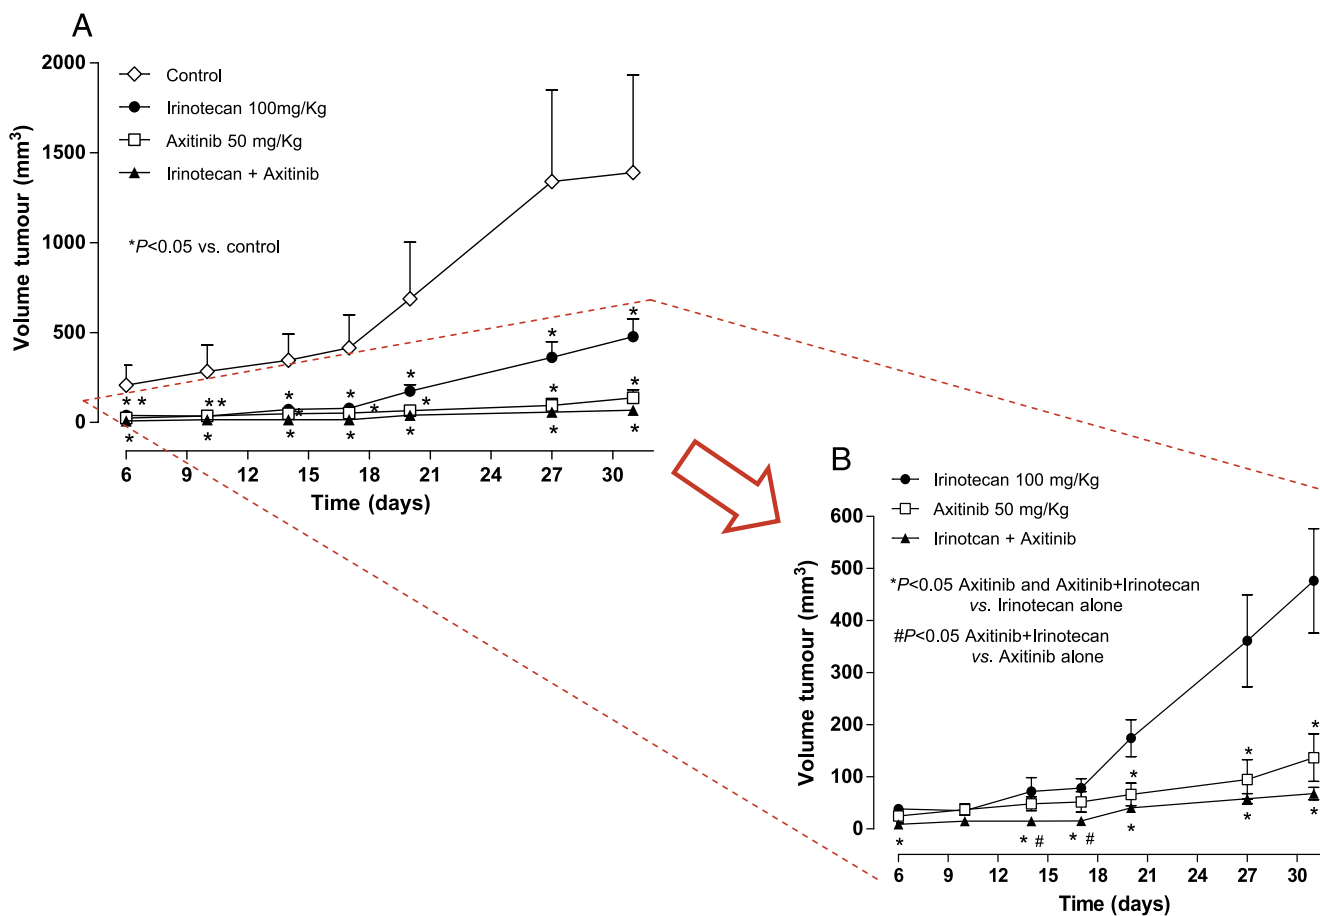 A
2000
1500
1000
500
0
Volume tumour (mm³)
Control
Irinotecan 100mg/Kg
Axitinib 50 mg/Kg
Irinotecan + Axitinib
*P<0.05 vs. control
* * * * * * * * *
* * * * *
* * * * * * *
6 9 12 15 18 21 24 27 30
Time (days)
B
Irinotecan 100 mg/Kg
Axitinib 50 mg/Kg
Irinotcan + Axitinib
*P<0.05 Axitinib and Axitinib+Irinotecan
vs. Irinotecan alone
#P<0.05 Axitinib+Irinotecan
vs. Axitinib alone
600
500
400
300
200
100
0
Volume tumour (mm³)
* * *
* * # * # * * *
6 9 12 15 18 21 24 27 30
Time (days)